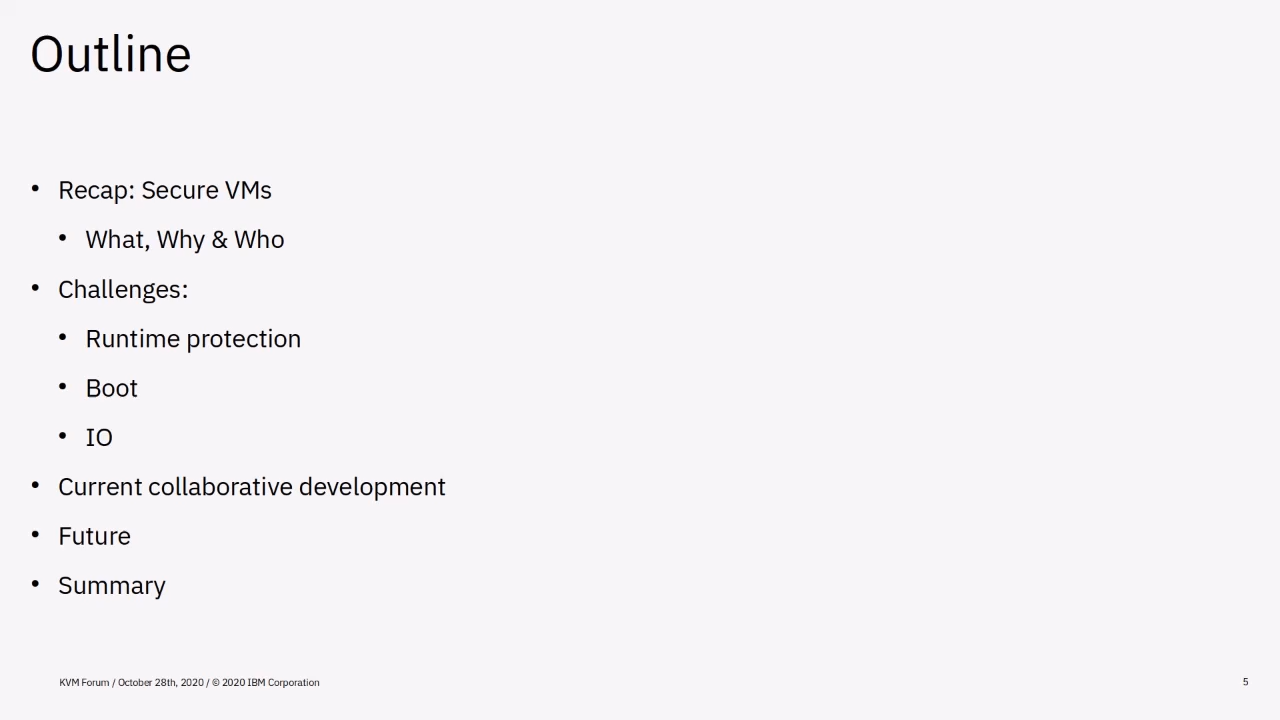 Outline
• Recap: Secure VMs
• What, Why & Who
• Challenges:
• Runtime protection
• Boot
• IO
• Current collaborative development
• Future
• Summary
KVM Forum / October 28th, 2020 / © 2020 IBM Corporation
5